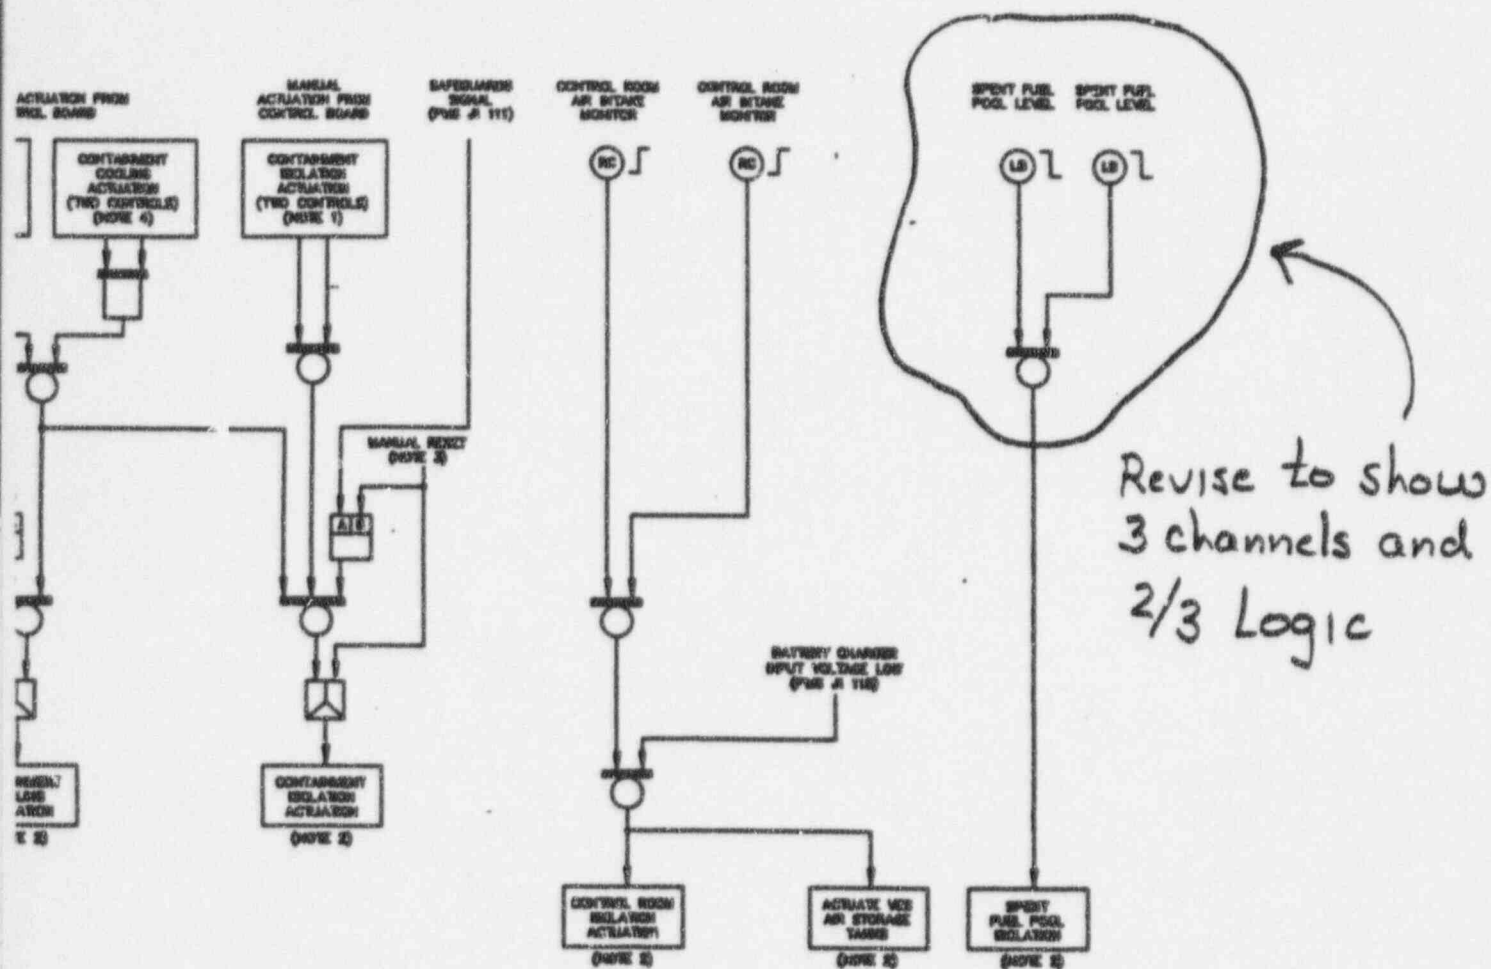 ACTUATION FROM
BOARD
MANUAL
ACTUATION FROM
CONTROL BOARD
SAFEGUARDS
SIGNAL
CONTROL ROOM
AIR INTAKE
MONITOR
CONTROL ROOM
AIR INTAKE
MONITOR
SPENT FUEL
POOL LEVEL
SPENT FUEL
POOL LEVEL
CONTAINMENT
COOLING
ACTUATION
(TWO CONTROLS)
(NOTE 4)
CONTAINMENT
ISOLATION
ACTUATION
(TWO CONTROLS)
(NOTE 1)
RC
RC
MANUAL RESET
(NOTE 3)
A B
Revise to show
3 channels and
2/3 Logic
BATTERY CHARGER
INPUT VOLTAGE LOW
CONTAINMENT
ISOLATION
ACTUATION
(NOTE 2)
CONTROL ROOM
ISOLATION
ACTUATION
(NOTE 2)
ACTUATE VES
AIR STORAGE
TANKS
(NOTE 2)
SPENT
FUEL POOL
ISOLATION
(NOTE 2)